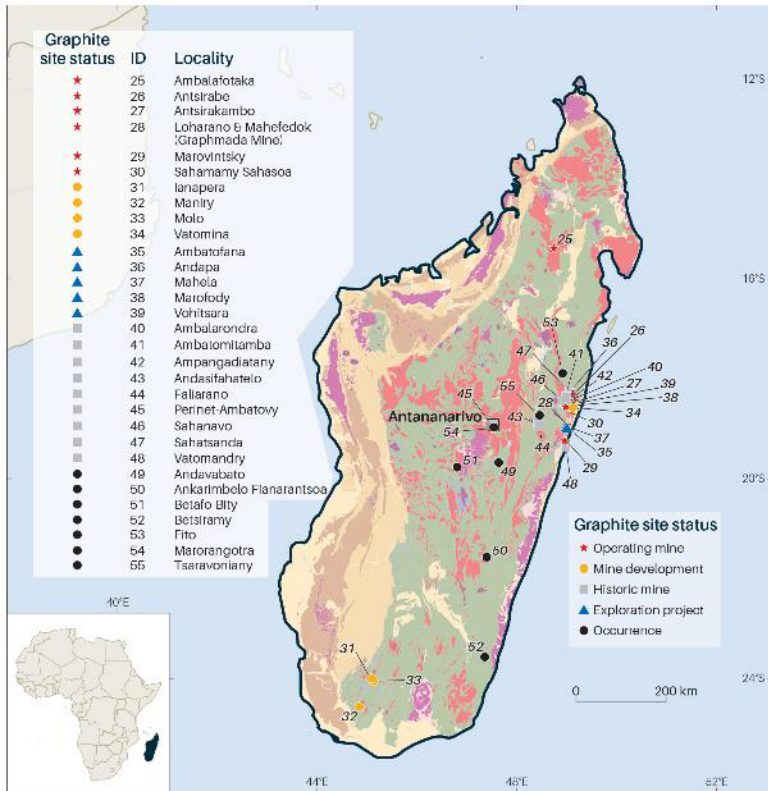 Graphite site status ID Locality
25 Ambalafotaka
26 Antsirabe
27 Antsirakambo
28 Loharano & Mahefedok (Graphmada Mine)
29 Marovintsky
30 Sahamamy Sahasoa
31 Ianapera
32 Maniry
33 Molo
34 Vatomina
35 Ambatofana
36 Andapa
37 Mahela
38 Marofody
39 Vohitsara
40 Ambalarondra
41 Ambatomitamba
42 Ampangadiatany
43 Andasifahatelo
44 Faliarano
45 Perinet-Ambatovy
46 Sahanavo
47 Sahatsanda
48 Vatomandry
49 Andavabato
50 Ankarimbelo Fianarantsoa
51 Betafo Bity
52 Betsiramy
53 Fito
54 Marorangotra
55 Tsaravoniany
12°S
16°S
20°S
24°S
40°E
44°E
48°E
52°E
25
53
36
26
47
41
42
40
46
27
39
45
55
38
28
34
Antananarivo
43
30
54
44
37
35
51
49
29
48
50
52
31
33
32
Graphite site status
Operating mine
Mine development
Historic mine
Exploration project
Occurrence
0 200 km